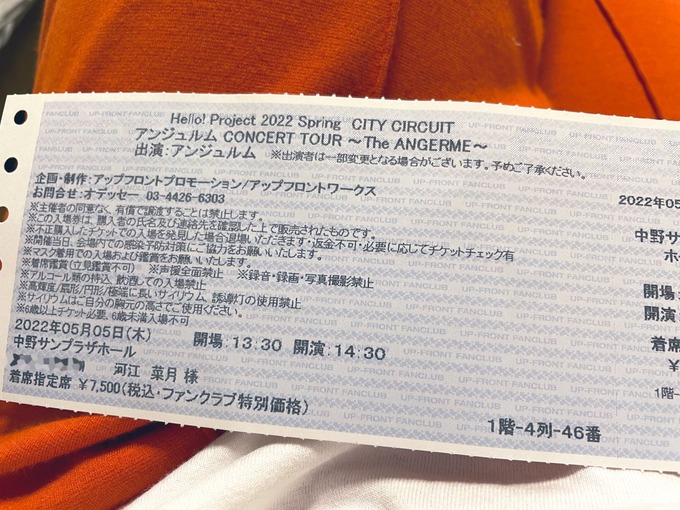 Hello! Project 2022 Spring CITY CIRCUIT
アンジュルム CONCERT TOUR ～The ANGERME～
出演：アンジュルム ※出演者は一部変更となる場合がございます。予めご了承ください。
企画・制作：アップフロントプロモーション/アップフロントワークス
お問合せ：オデッセー 03-4426-6303
※主催者の同意なく、有償で譲渡することは禁止します。
※この入場券は、購入者の氏名及び連絡先を確認した上で販売されたものです。
※不正購入したチケットでの入場を発見した場合退場いただきます・返金不可・必要に応じてチケットチェック有
※開催当日、会場内での感染予防対策にご協力をお願いいたします。
※マスク着用での入場および鑑賞をお願いいたします。
※着席鑑賞(立見鑑賞不可) ※声援全面禁止 ※録音・録画・写真撮影禁止
※アルコール類の持込、飲酒しての入場禁止
※高輝度/扇形/円形/極端に長いサイリウム、誘導灯の使用禁止
※サイリウムはご自分の胸元の高さでご使用ください。
※6歳以上チケット必要、6歳未満入場不可
2022年05月05日(木) 開場：13:30 開演：14:30
中野サンプラザホール
河江 菜月 様
着席指定席 ￥7,500(税込・ファンクラブ特別価格)
1階-4列-46番
2022年05
中野サ
ホー
開場：
開演：
着席
￥
1階-
UP-FRONT FANCLUB